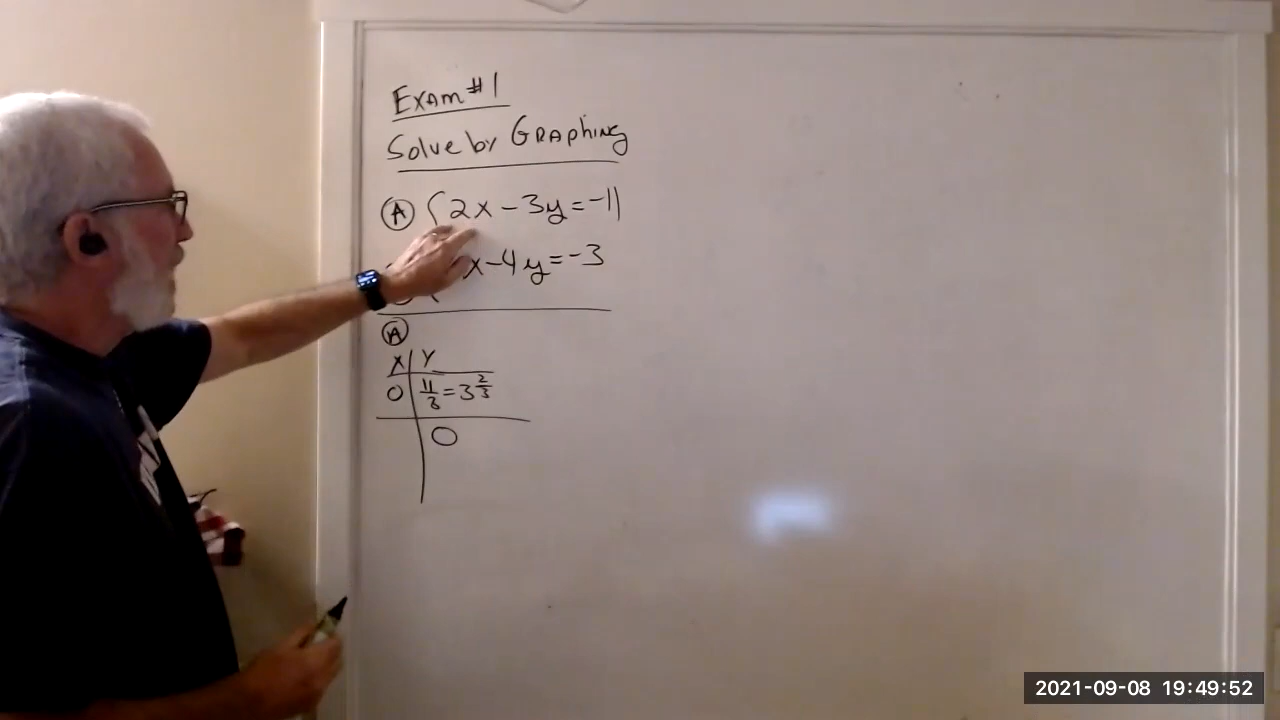 Exam #1
Solve by Graphing
A { 2x - 3y = -11
x - 4y = -3
A
x | y
0 | 11/3 = 3 2/3
0
2021-09-08 19:49:52